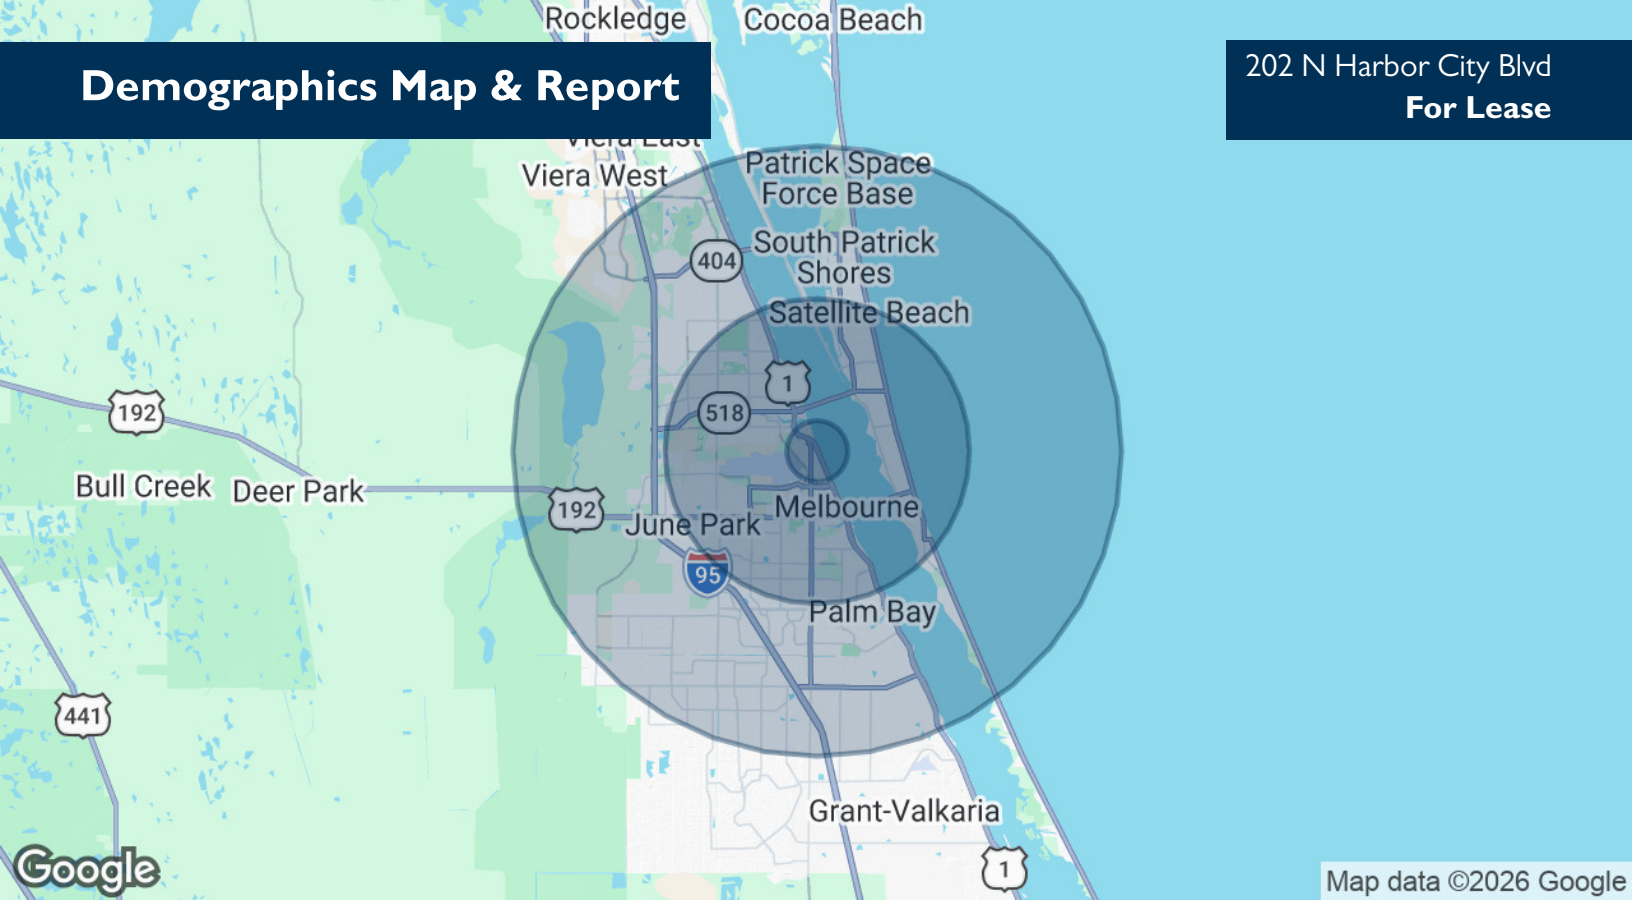 Rockledge
Cocoa Beach
Demographics Map & Report
202 N Harbor City Blvd
For Lease
Viera East
Viera West
Patrick Space
Force Base
South Patrick
Shores
404
Satellite Beach
1
192
518
Bull Creek
Deer Park
192
Melbourne
June Park
95
Palm Bay
441
Grant-Valkaria
1
Google
Map data ©2026 Google